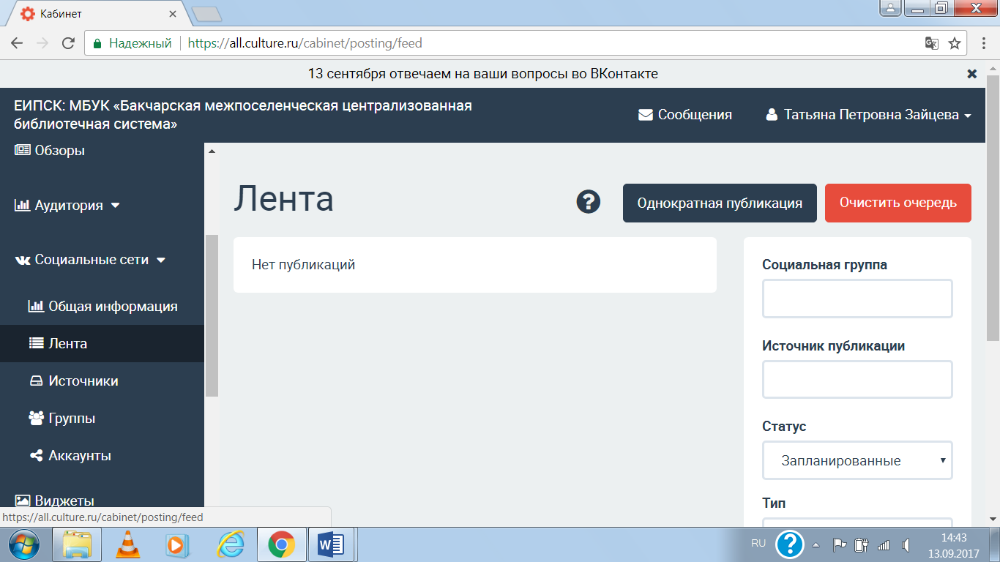 Кабинет
Надежный
https://all.culture.ru/cabinet/posting/feed
13 сентября отвечаем на ваши вопросы во ВКонтакте
ЕИПСК: МБУК «Бакчарская межпоселенческая централизованная
библиотечная система»
Сообщения
Татьяна Петровна Зайцева
Обзоры
Аудитория
Социальные сети
Общая информация
Лента
Источники
Группы
Аккаунты
Виджеты
Лента
Однократная публикация
Очистить очередь
Нет публикаций
Социальная группа
Источник публикации
Статус
Запланированные
Тип
https://all.culture.ru/cabinet/posting/feed
RU
14:43
13.09.2017